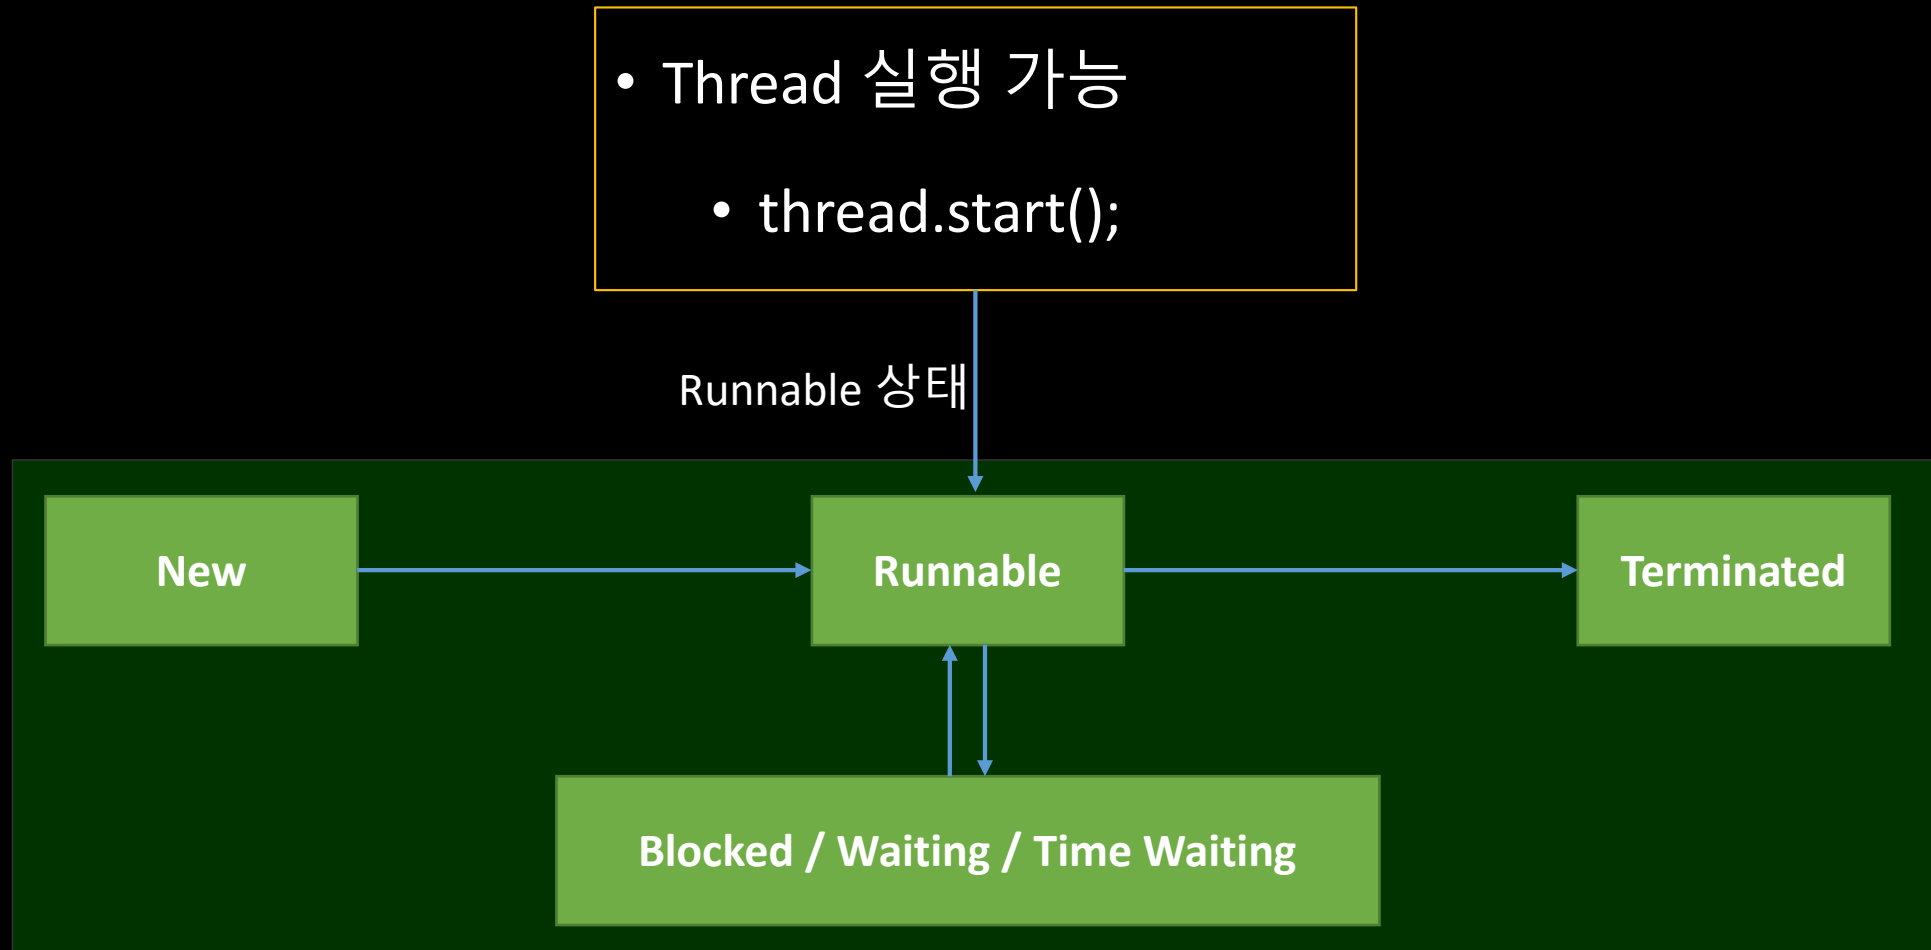 • Thread 실행 가능
• thread.start();
Runnable 상태
New
Runnable
Terminated
Blocked / Waiting / Time Waiting